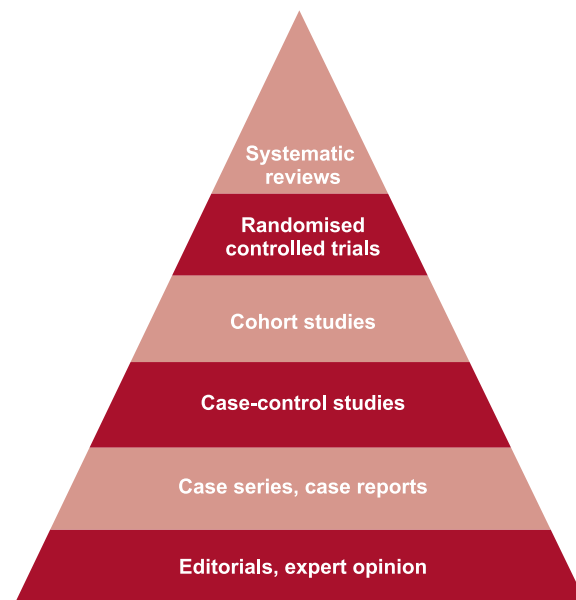 Systematic
reviews
Randomised
controlled trials
Cohort studies
Case-control studies
Case series, case reports
Editorials, expert opinion